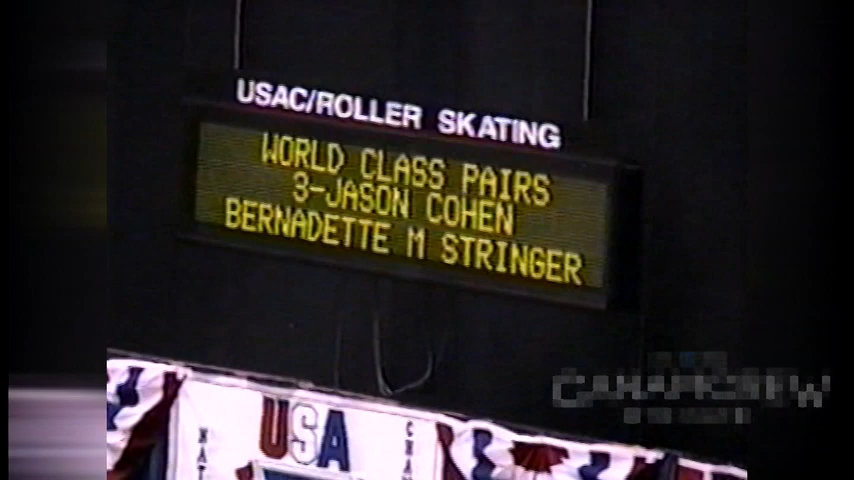 USAC/ROLLER SKATING
WORLD CLASS PAIRS
3-JASON COHEN
BERNADETTE M STRINGER
USA